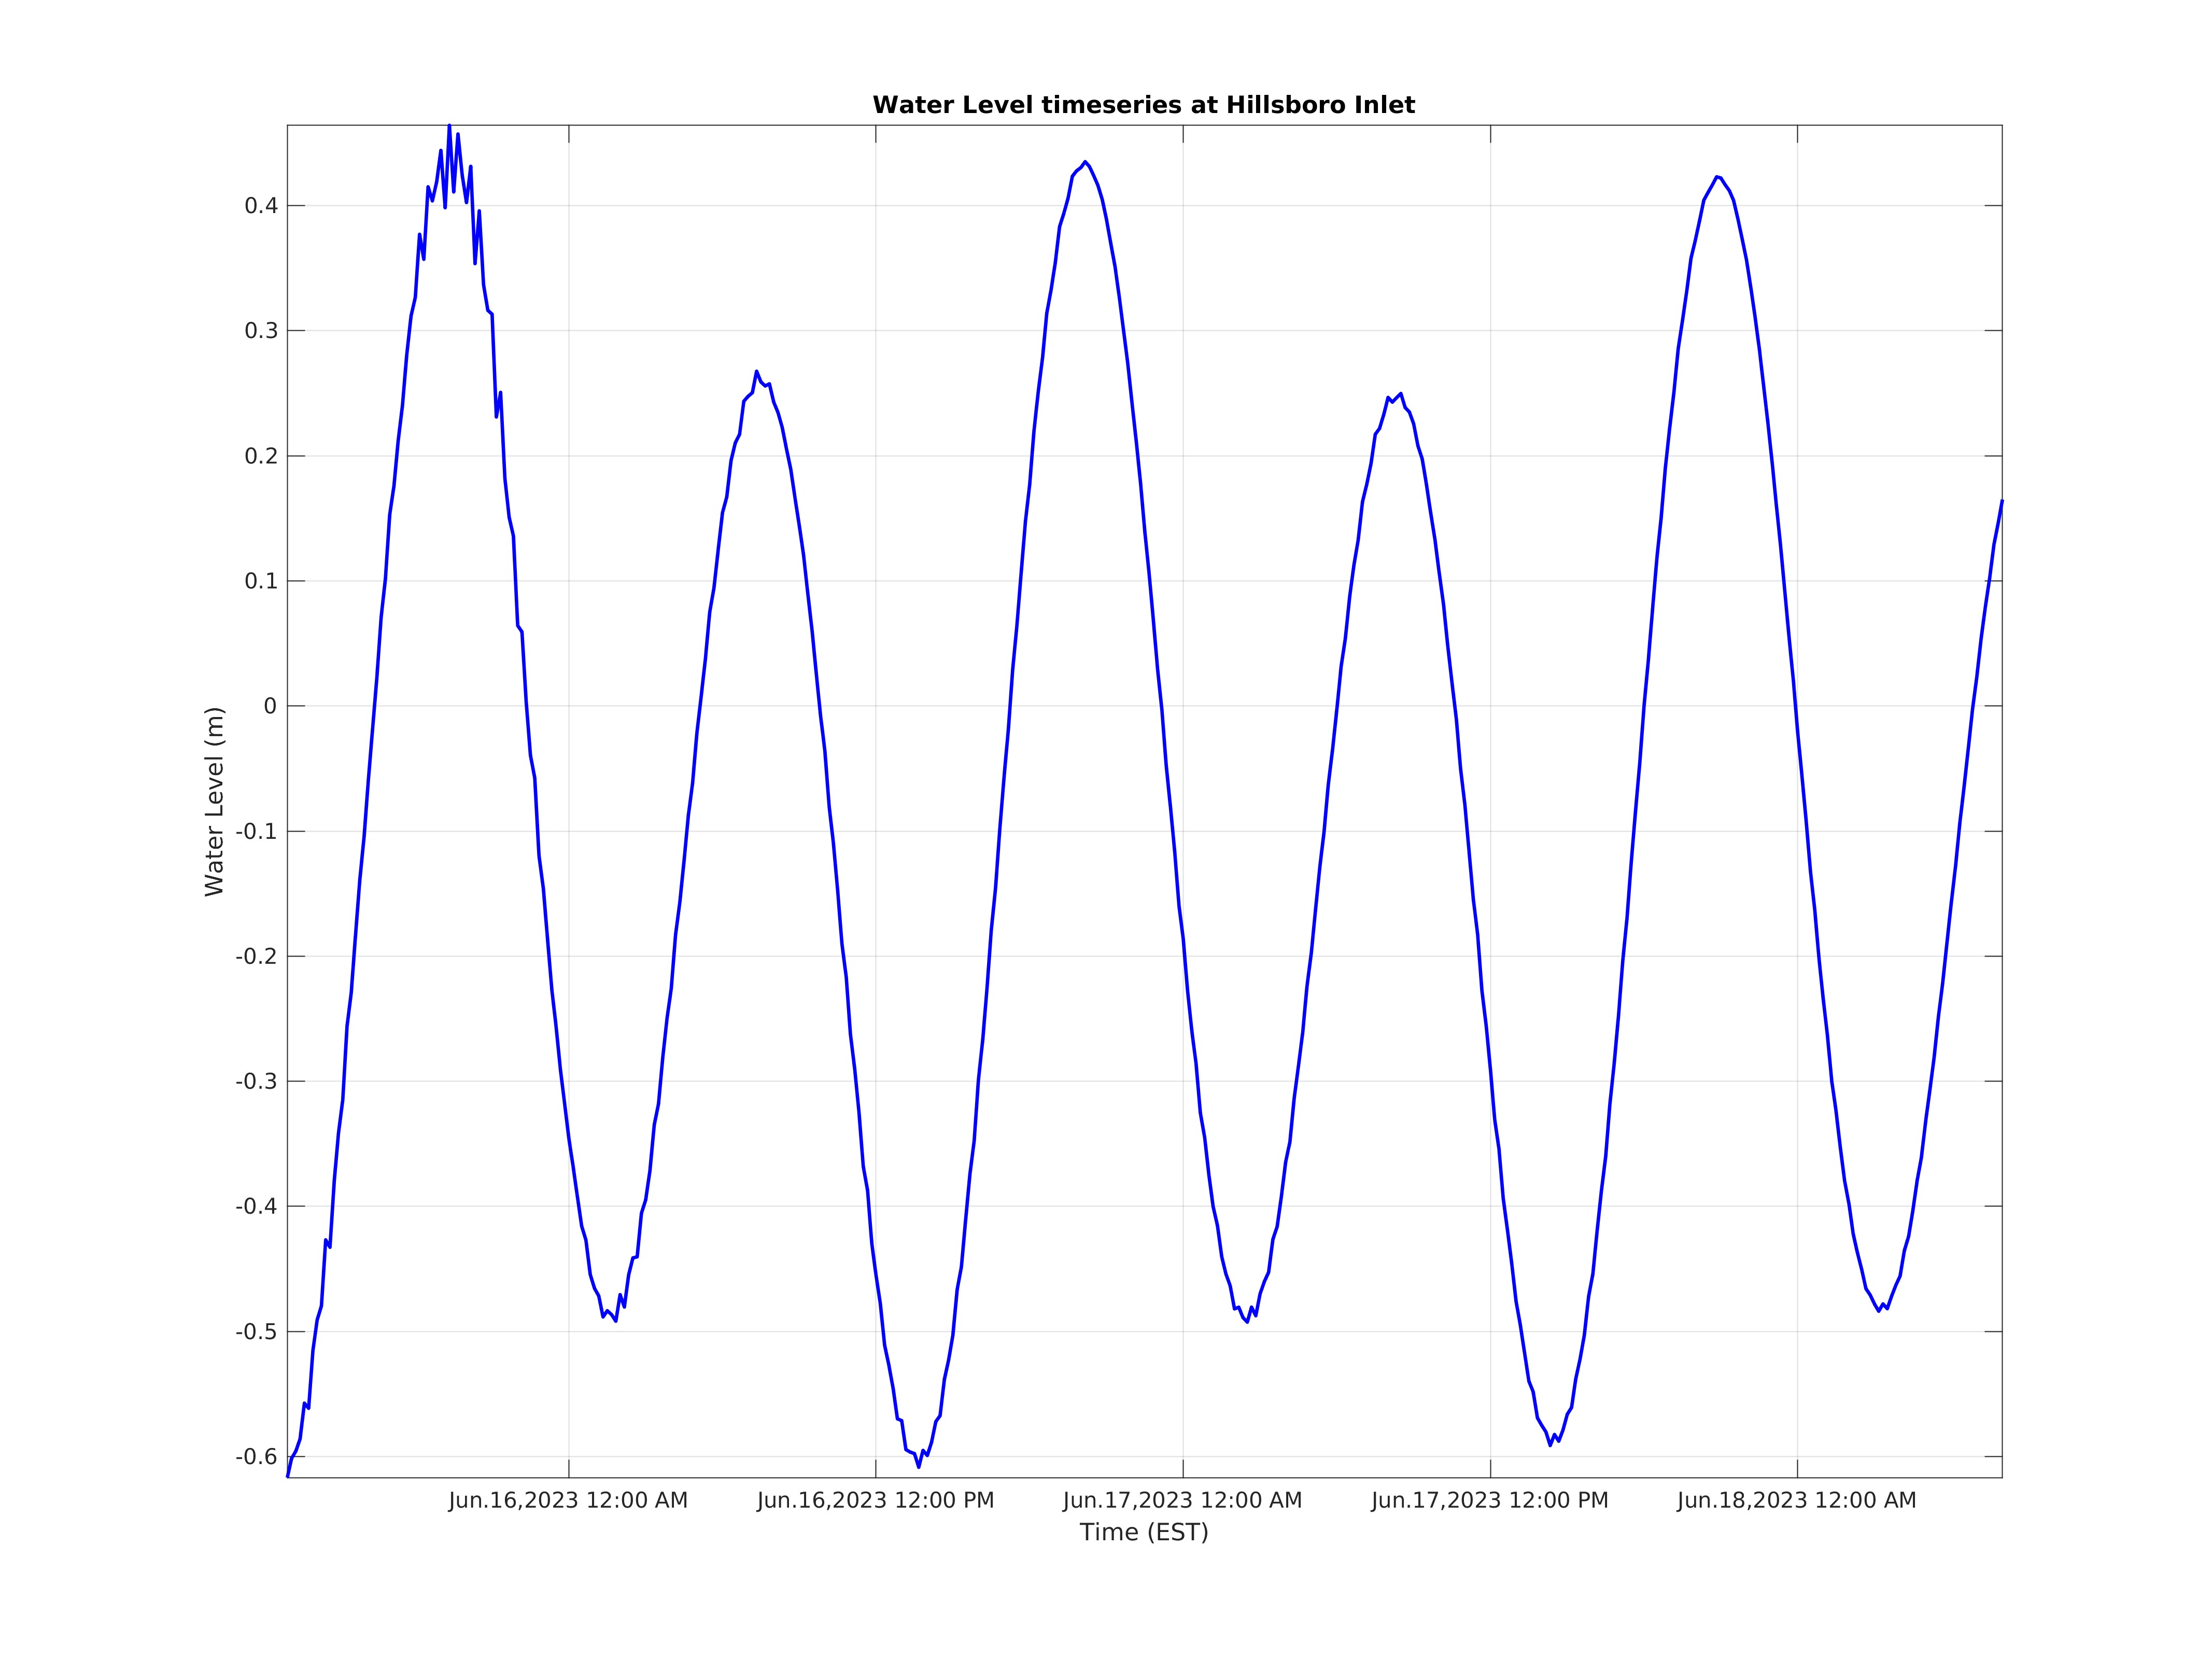 Water Level timeseries at Hillsboro Inlet
0.4
0.3
0.2
0.1
0
-0.1
-0.2
-0.3
-0.4
-0.5
-0.6
Water Level (m)
Jun.16,2023 12:00 AM
Jun.16,2023 12:00 PM
Jun.17,2023 12:00 AM
Jun.17,2023 12:00 PM
Jun.18,2023 12:00 AM
Time (EST)